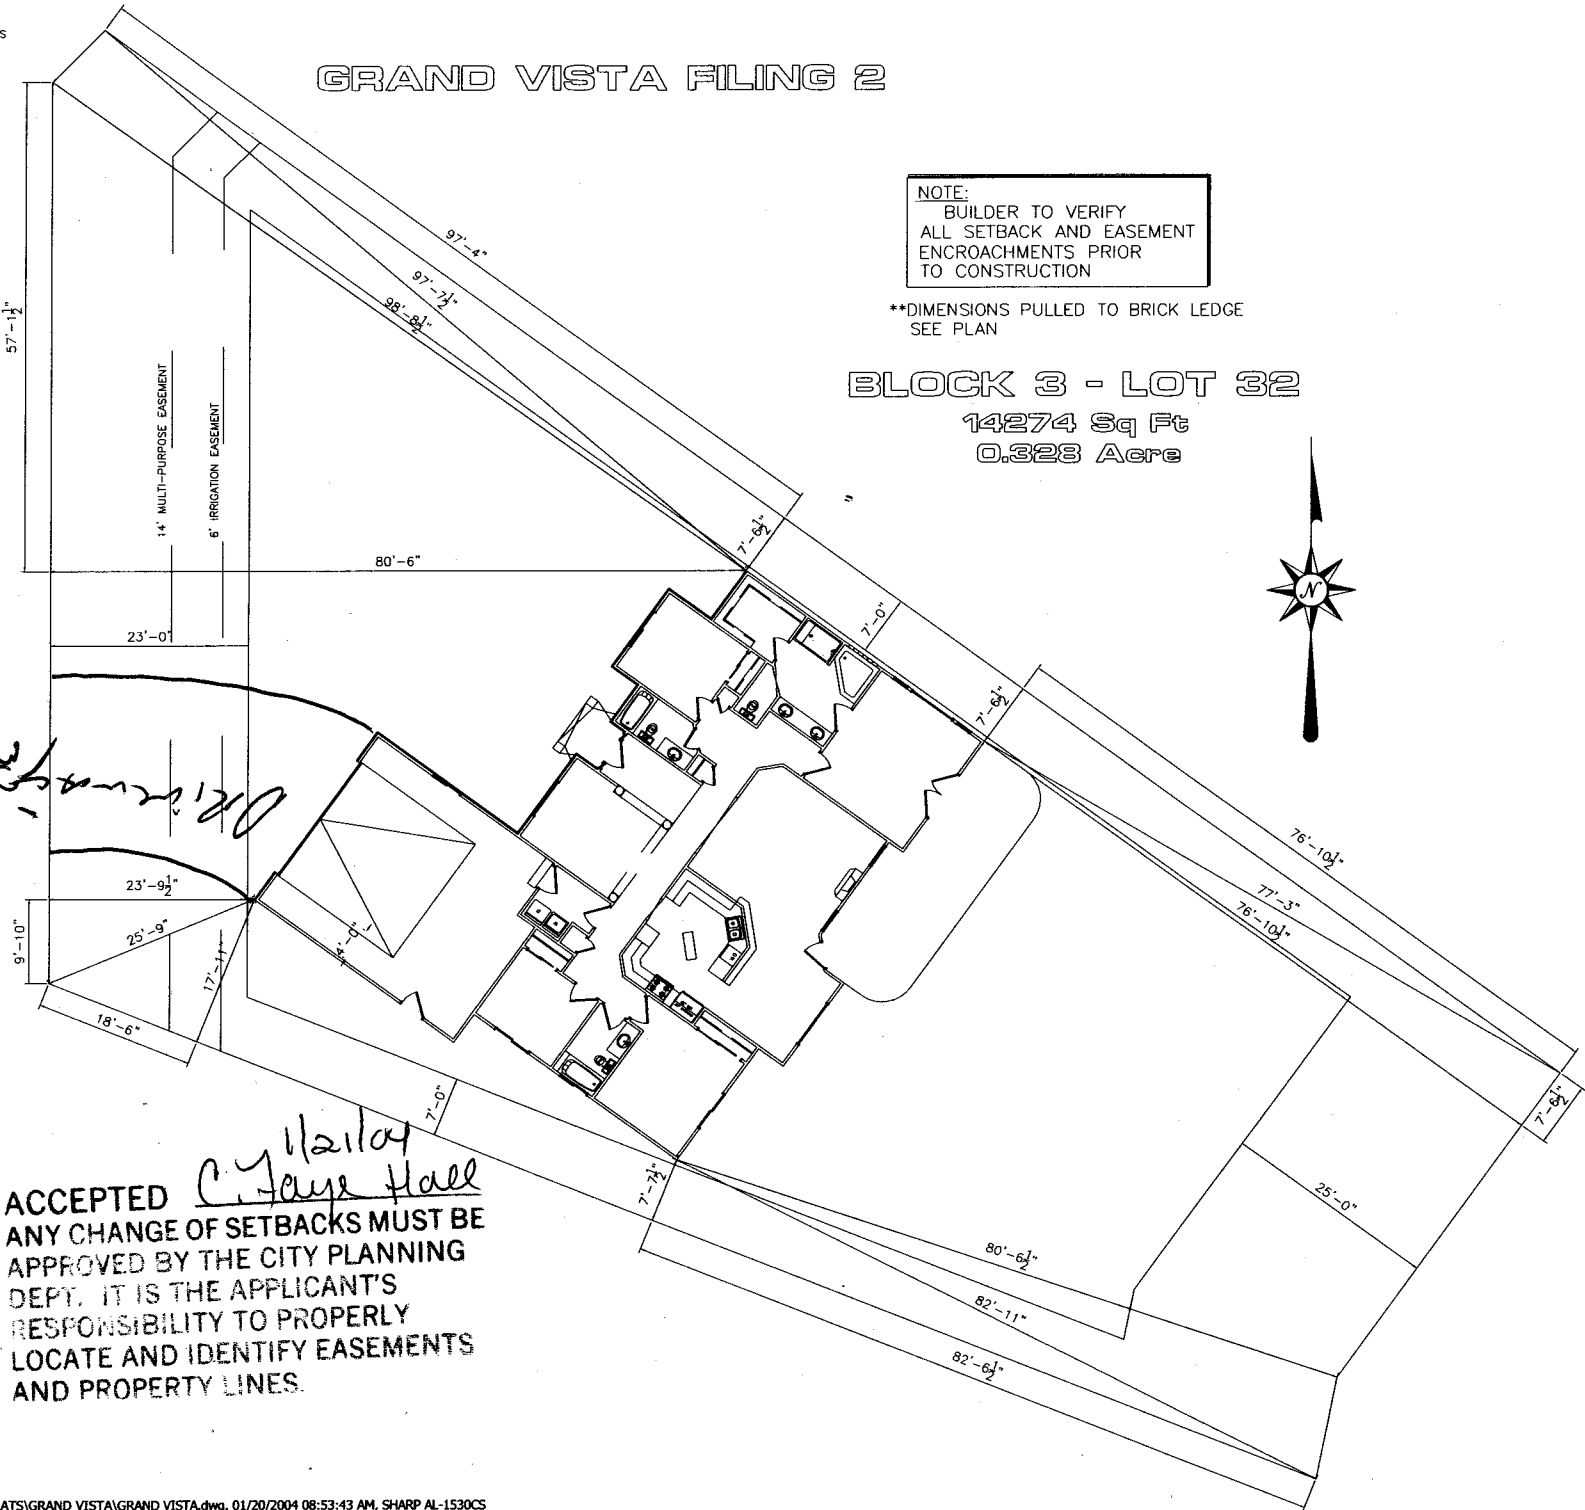 s
GRAND VISTA FILING 2
NOTE:
BUILDER TO VERIFY
ALL SETBACK AND EASEMENT
ENCROACHMENTS PRIOR
TO CONSTRUCTION
**DIMENSIONS PULLED TO BRICK LEDGE
SEE PLAN
BLOCK 3 - LOT 32
14274 Sq Ft
0.328 Acre
N
97'-4"
97'-7½"
98'-8½"
57'-1½"
14' MULTI-PURPOSE EASEMENT
6' IRRIGATION EASEMENT
80'-6"
7'-6½"
7'-0"
7'-6½"
23'-0"
Driveway
23'-9½"
25'-9"
9'-10"
17'-11"
18'-6"
4'-0"
76'-10½"
77'-3"
76'-10½"
7'-6½"
25'-0"
7'-0"
7'-7½"
80'-6½"
82'-11"
82'-6½"
1/21/04
ACCEPTED C. Faye Hall
ANY CHANGE OF SETBACKS MUST BE
APPROVED BY THE CITY PLANNING
DEPT. IT IS THE APPLICANT'S
RESPONSIBILITY TO PROPERLY
LOCATE AND IDENTIFY EASEMENTS
AND PROPERTY LINES.
ATS\GRAND VISTA\GRAND VISTA.dwg, 01/20/2004 08:53:43 AM, SHARP AL-1530CS